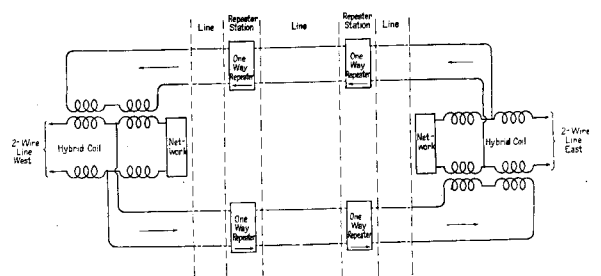 Line
Repeater
Station
Line
Repeater
Station
Line
One
Way
Repeater
One
Way
Repeater
2-Wire
Line
West
Hybrid Coil
Net-
work
Net-
work
Hybrid Coil
2-Wire
Line
East
One
Way
Repeater
One
Way
Repeater